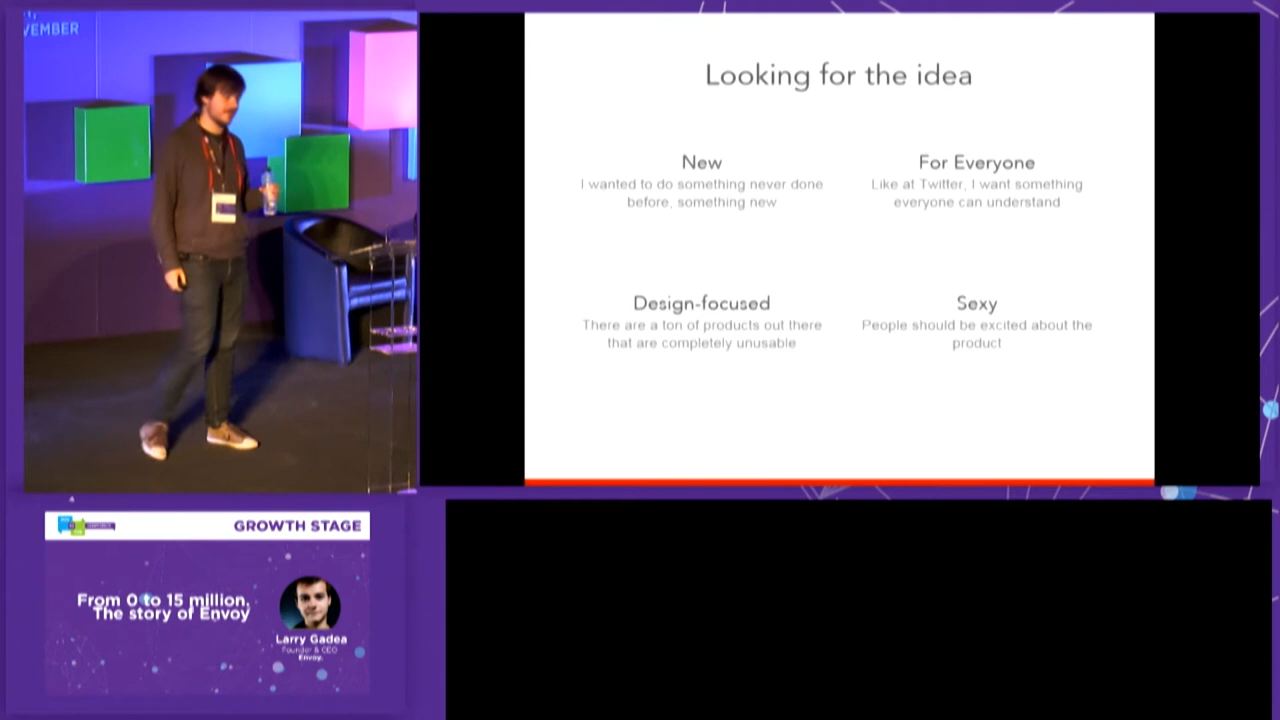 VEMBER
Looking for the idea
New
I wanted to do something never done
before, something new
For Everyone
Like at Twitter, I want something
everyone can understand
Design-focused
There are a ton of products out there
that are completely unusable
Sexy
People should be excited about the
product
GROWTH STAGE
From 0 to 15 million.
The story of Envoy
Larry Gadea
Founder & CEO
Envoy.